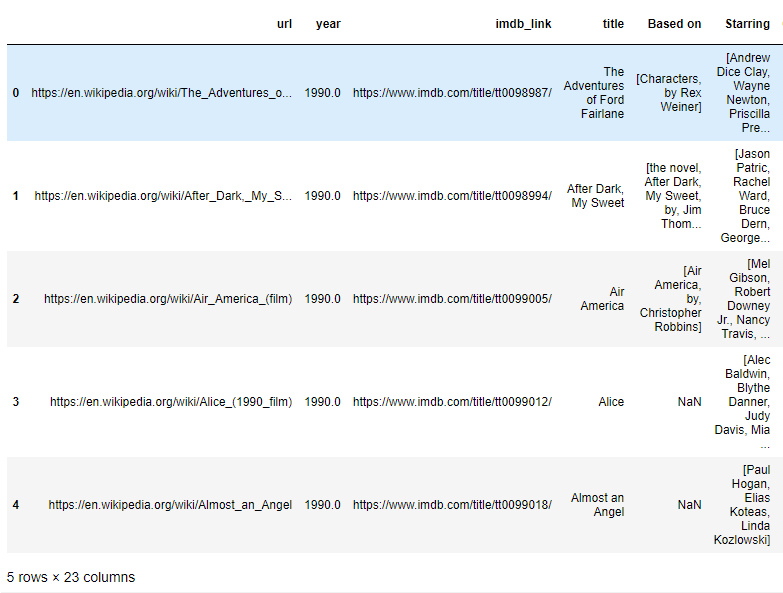 url year imdb_link title Based on Starring
0 https://en.wikipedia.org/wiki/The_Adventures_o... 1990.0 https://www.imdb.com/title/tt0098987/ The Adventures of Ford Fairlane [Characters, by Rex Weiner] [Andrew Dice Clay, Wayne Newton, Priscilla Pre...
1 https://en.wikipedia.org/wiki/After_Dark,_My_S... 1990.0 https://www.imdb.com/title/tt0098994/ After Dark, My Sweet [the novel, After Dark, My Sweet, by, Jim Thom... [Jason Patric, Rachel Ward, Bruce Dern, George...
2 https://en.wikipedia.org/wiki/Air_America_(film) 1990.0 https://www.imdb.com/title/tt0099005/ Air America [Air America, by, Christopher Robbins] [Mel Gibson, Robert Downey Jr., Nancy Travis, ...
3 https://en.wikipedia.org/wiki/Alice_(1990_film) 1990.0 https://www.imdb.com/title/tt0099012/ Alice NaN [Alec Baldwin, Blythe Danner, Judy Davis, Mia ...
4 https://en.wikipedia.org/wiki/Almost_an_Angel 1990.0 https://www.imdb.com/title/tt0099018/ Almost an Angel NaN [Paul Hogan, Elias Koteas, Linda Kozlowski]
5 rows × 23 columns